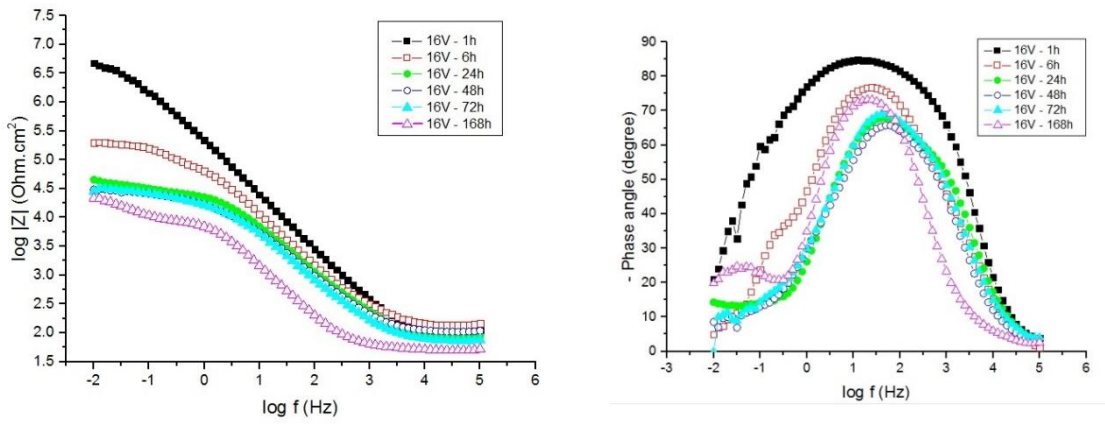 7.5
7.0
6.5
6.0
5.5
5.0
4.5
4.0
3.5
3.0
2.5
2.0
1.5
log |Z| (Ohm.cm²)
16V - 1h
16V - 6h
16V - 24h
16V - 48h
16V - 72h
16V - 168h
-2 -1 0 1 2 3 4 5 6
log f (Hz)
90
80
70
60
50
40
30
20
10
0
- Phase angle (degree)
16V - 1h
16V - 6h
16V - 24h
16V - 48h
16V - 72h
16V - 168h
-3 -2 -1 0 1 2 3 4 5 6
log f (Hz)